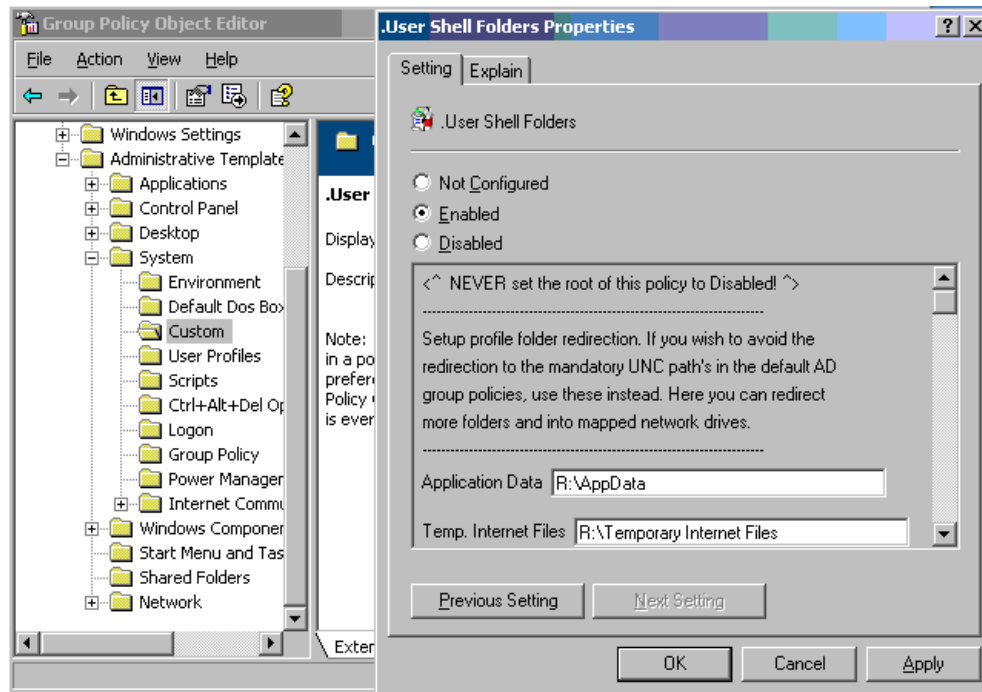 Group Policy Object Editor
File Action View Help
Windows Settings
Administrative Template
Applications
Control Panel
Desktop
System
Environment
Default Dos Box
Custom
User Profiles
Scripts
Ctrl+Alt+Del Op
Logon
Group Policy
Power Manager
Internet Commu
Windows Componer
Start Menu and Tas
Shared Folders
Network
.User
Display
Descrip
Note:
in a po
prefer
Policy
is ever
Exter
.User Shell Folders Properties
Setting Explain
.User Shell Folders
Not Configured
Enabled
Disabled
<^ NEVER set the root of this policy to Disabled! ^>
----------------------------------------------------------------
Setup profile folder redirection. If you wish to avoid the
redirection to the mandatory UNC path's in the default AD
group policies, use these instead. Here you can redirect
more folders and into mapped network drives.
----------------------------------------------------------------
Application Data R:\AppData
Temp. Internet Files R:\Temporary Internet Files
Previous Setting Next Setting
OK Cancel Apply